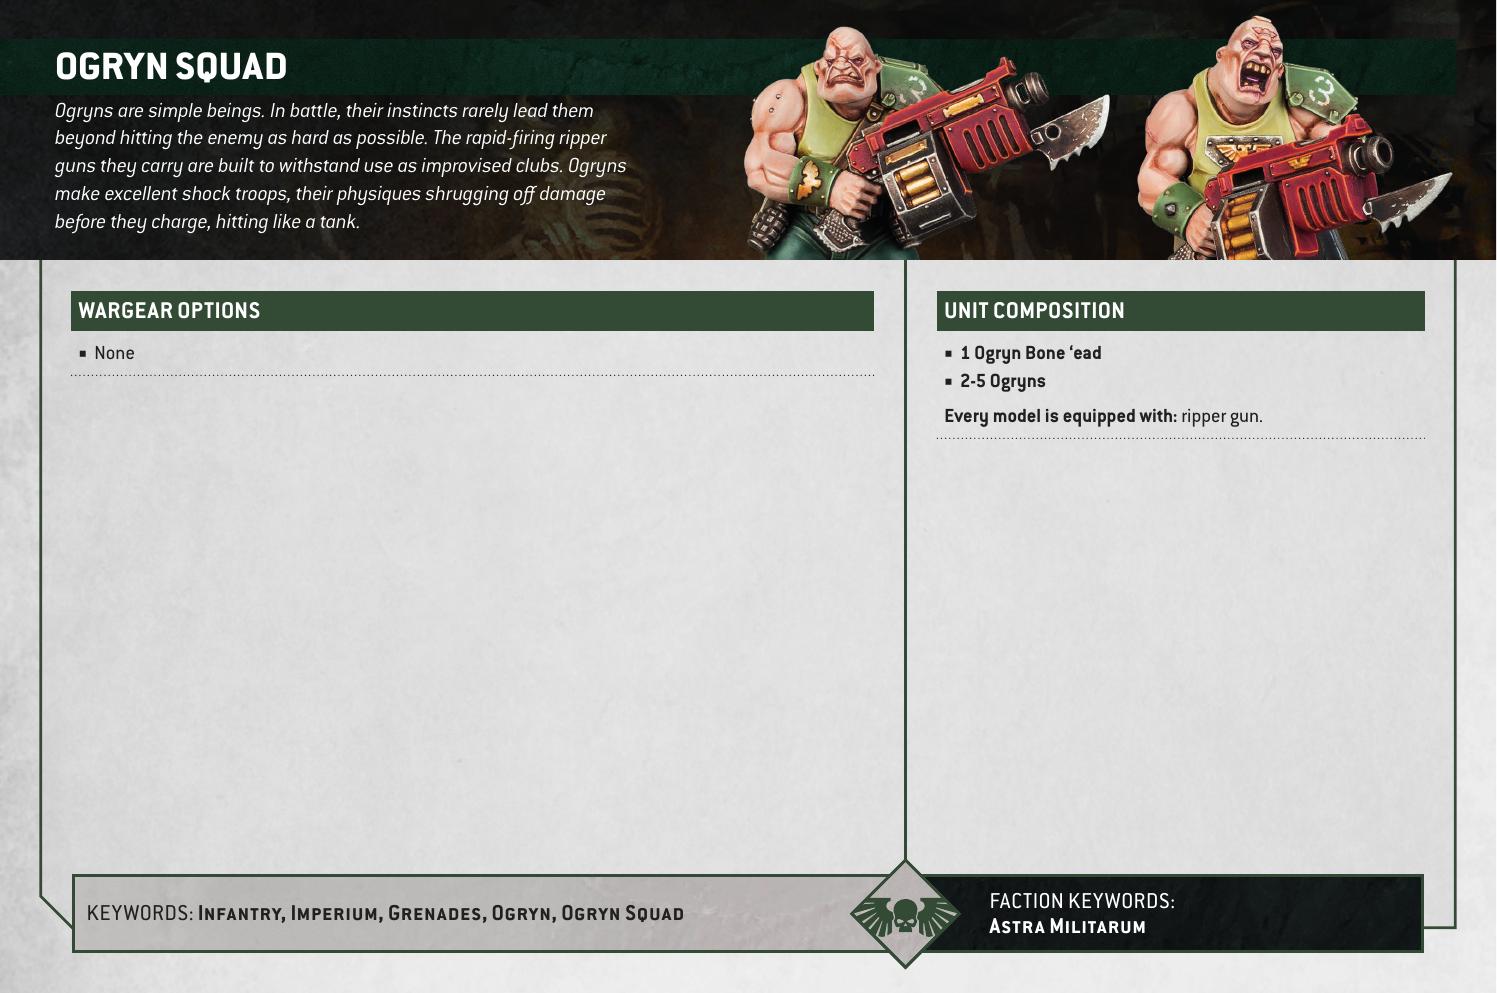 OGRYN SQUAD
Ogryns are simple beings. In battle, their instincts rarely lead them
beyond hitting the enemy as hard as possible. The rapid-firing ripper
guns they carry are built to withstand use as improvised clubs. Ogryns
make excellent shock troops, their physiques shrugging off damage
before they charge, hitting like a tank.
3
WARGEAR OPTIONS
▪ None
UNIT COMPOSITION
▪ 1 Ogryn Bone ‘ead
▪ 2-5 Ogryns
Every model is equipped with: ripper gun.
KEYWORDS: Infantry, Imperium, Grenades, Ogryn, Ogryn Squad
FACTION KEYWORDS:
Astra Militarum